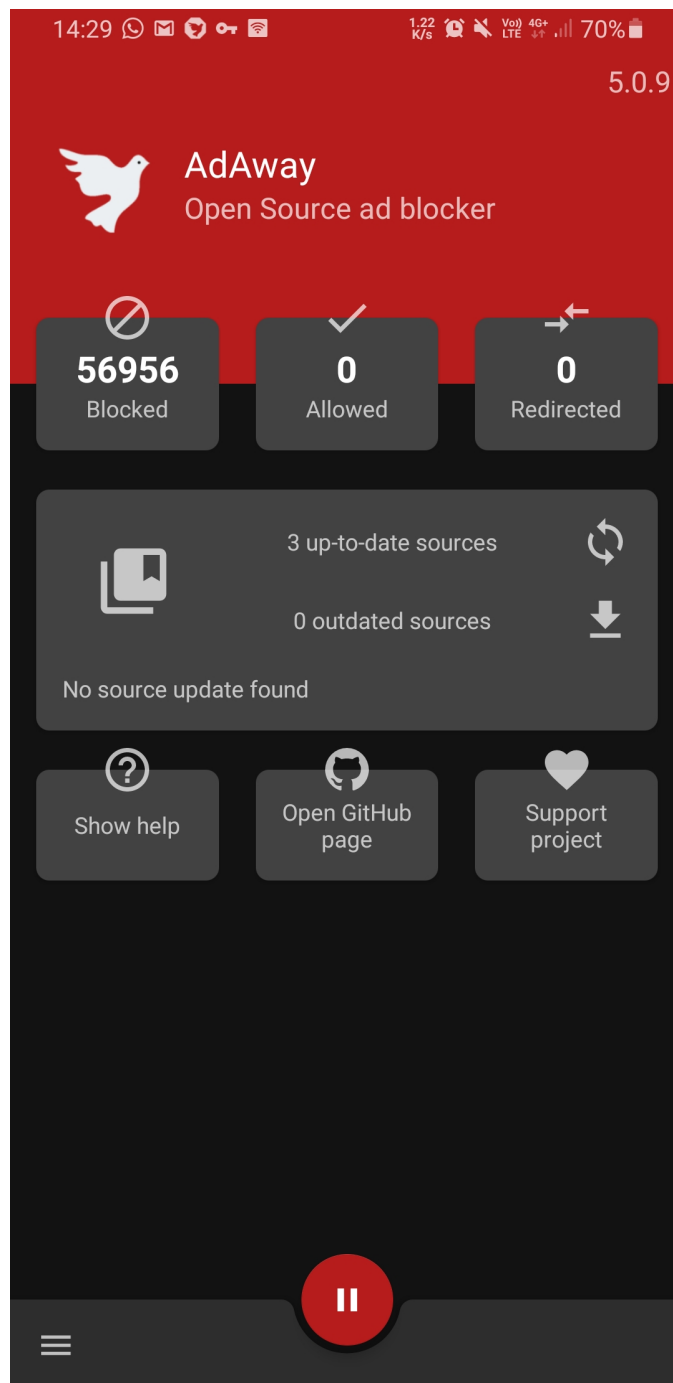 14:29 1.22 K/s Vo)) LTE 4G+ 70%
5.0.9
AdAway
Open Source ad blocker
56956 0 0
Blocked Allowed Redirected
3 up-to-date sources
0 outdated sources
No source update found
Show help
Open GitHub
page
Support
project